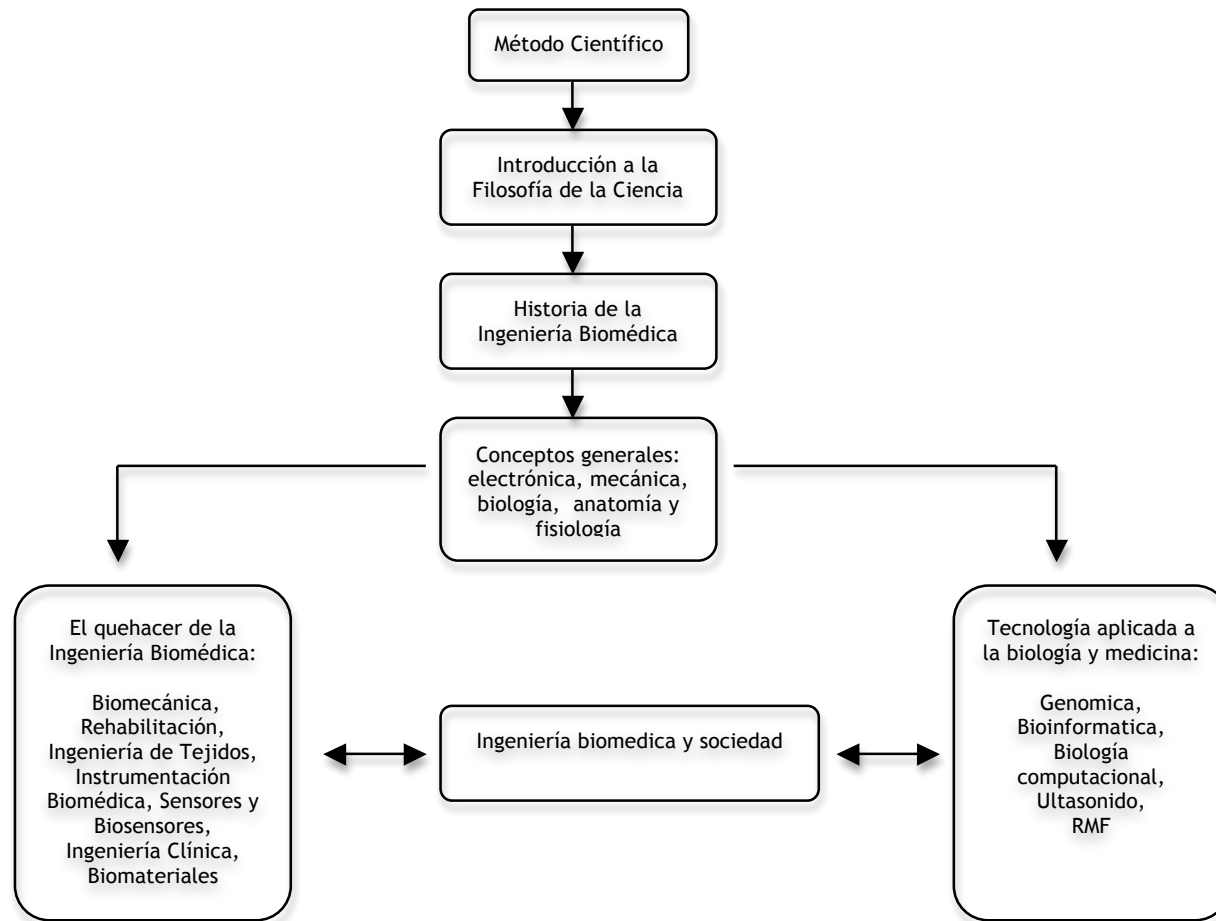 Método Científico
Introducción a la
Filosofía de la Ciencia
Historia de la
Ingeniería Biomédica
Conceptos generales:
electrónica, mecánica,
biología, anatomía y
fisiología
El quehacer de la
Ingeniería Biomédica:
Biomecánica,
Rehabilitación,
Ingeniería de Tejidos,
Instrumentación
Biomédica, Sensores y
Biosensores,
Ingeniería Clínica,
Biomateriales
Ingeniería biomedica y sociedad
Tecnología aplicada a
la biología y medicina:
Genomica,
Bioinformatica,
Biología
computacional,
Ultasonido,
RMF